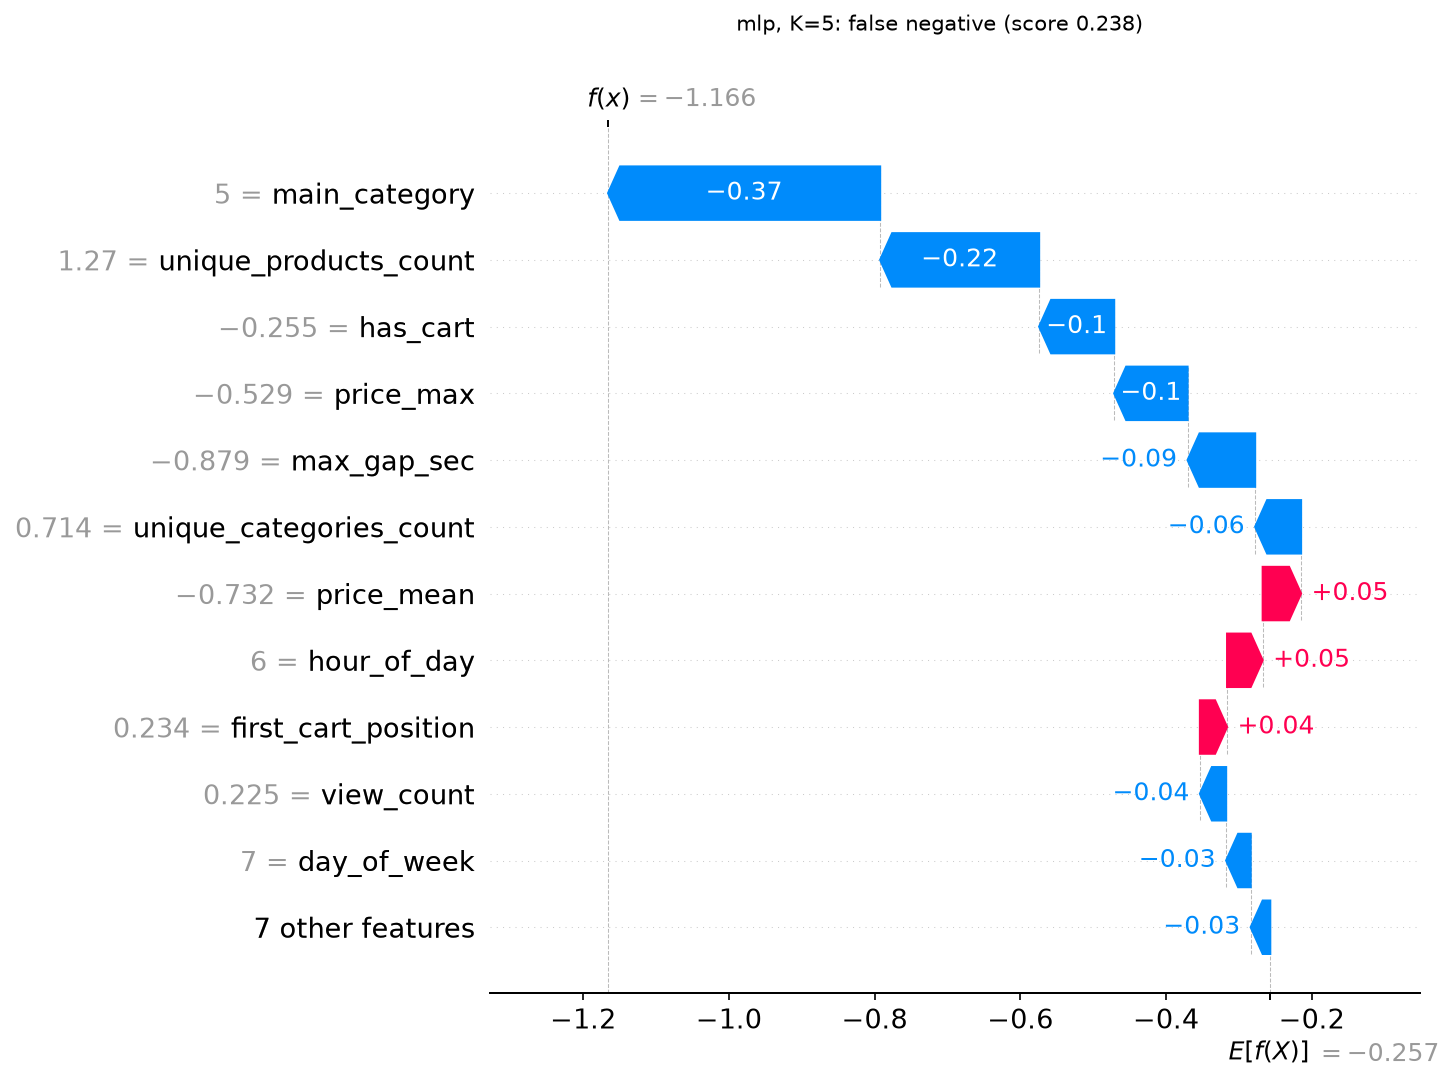 mlp, K=5: false negative (score 0.238)
f(x) = −1.166
5 = main_category
−0.37
1.27 = unique_products_count
−0.22
−0.255 = has_cart
−0.1
−0.529 = price_max
−0.1
−0.879 = max_gap_sec
−0.09
0.714 = unique_categories_count
−0.06
−0.732 = price_mean
+0.05
6 = hour_of_day
+0.05
0.234 = first_cart_position
+0.04
0.225 = view_count
−0.04
7 = day_of_week
−0.03
7 other features
−0.03
−1.2 −1.0 −0.8 −0.6 −0.4 −0.2
E[f(X)] = −0.257